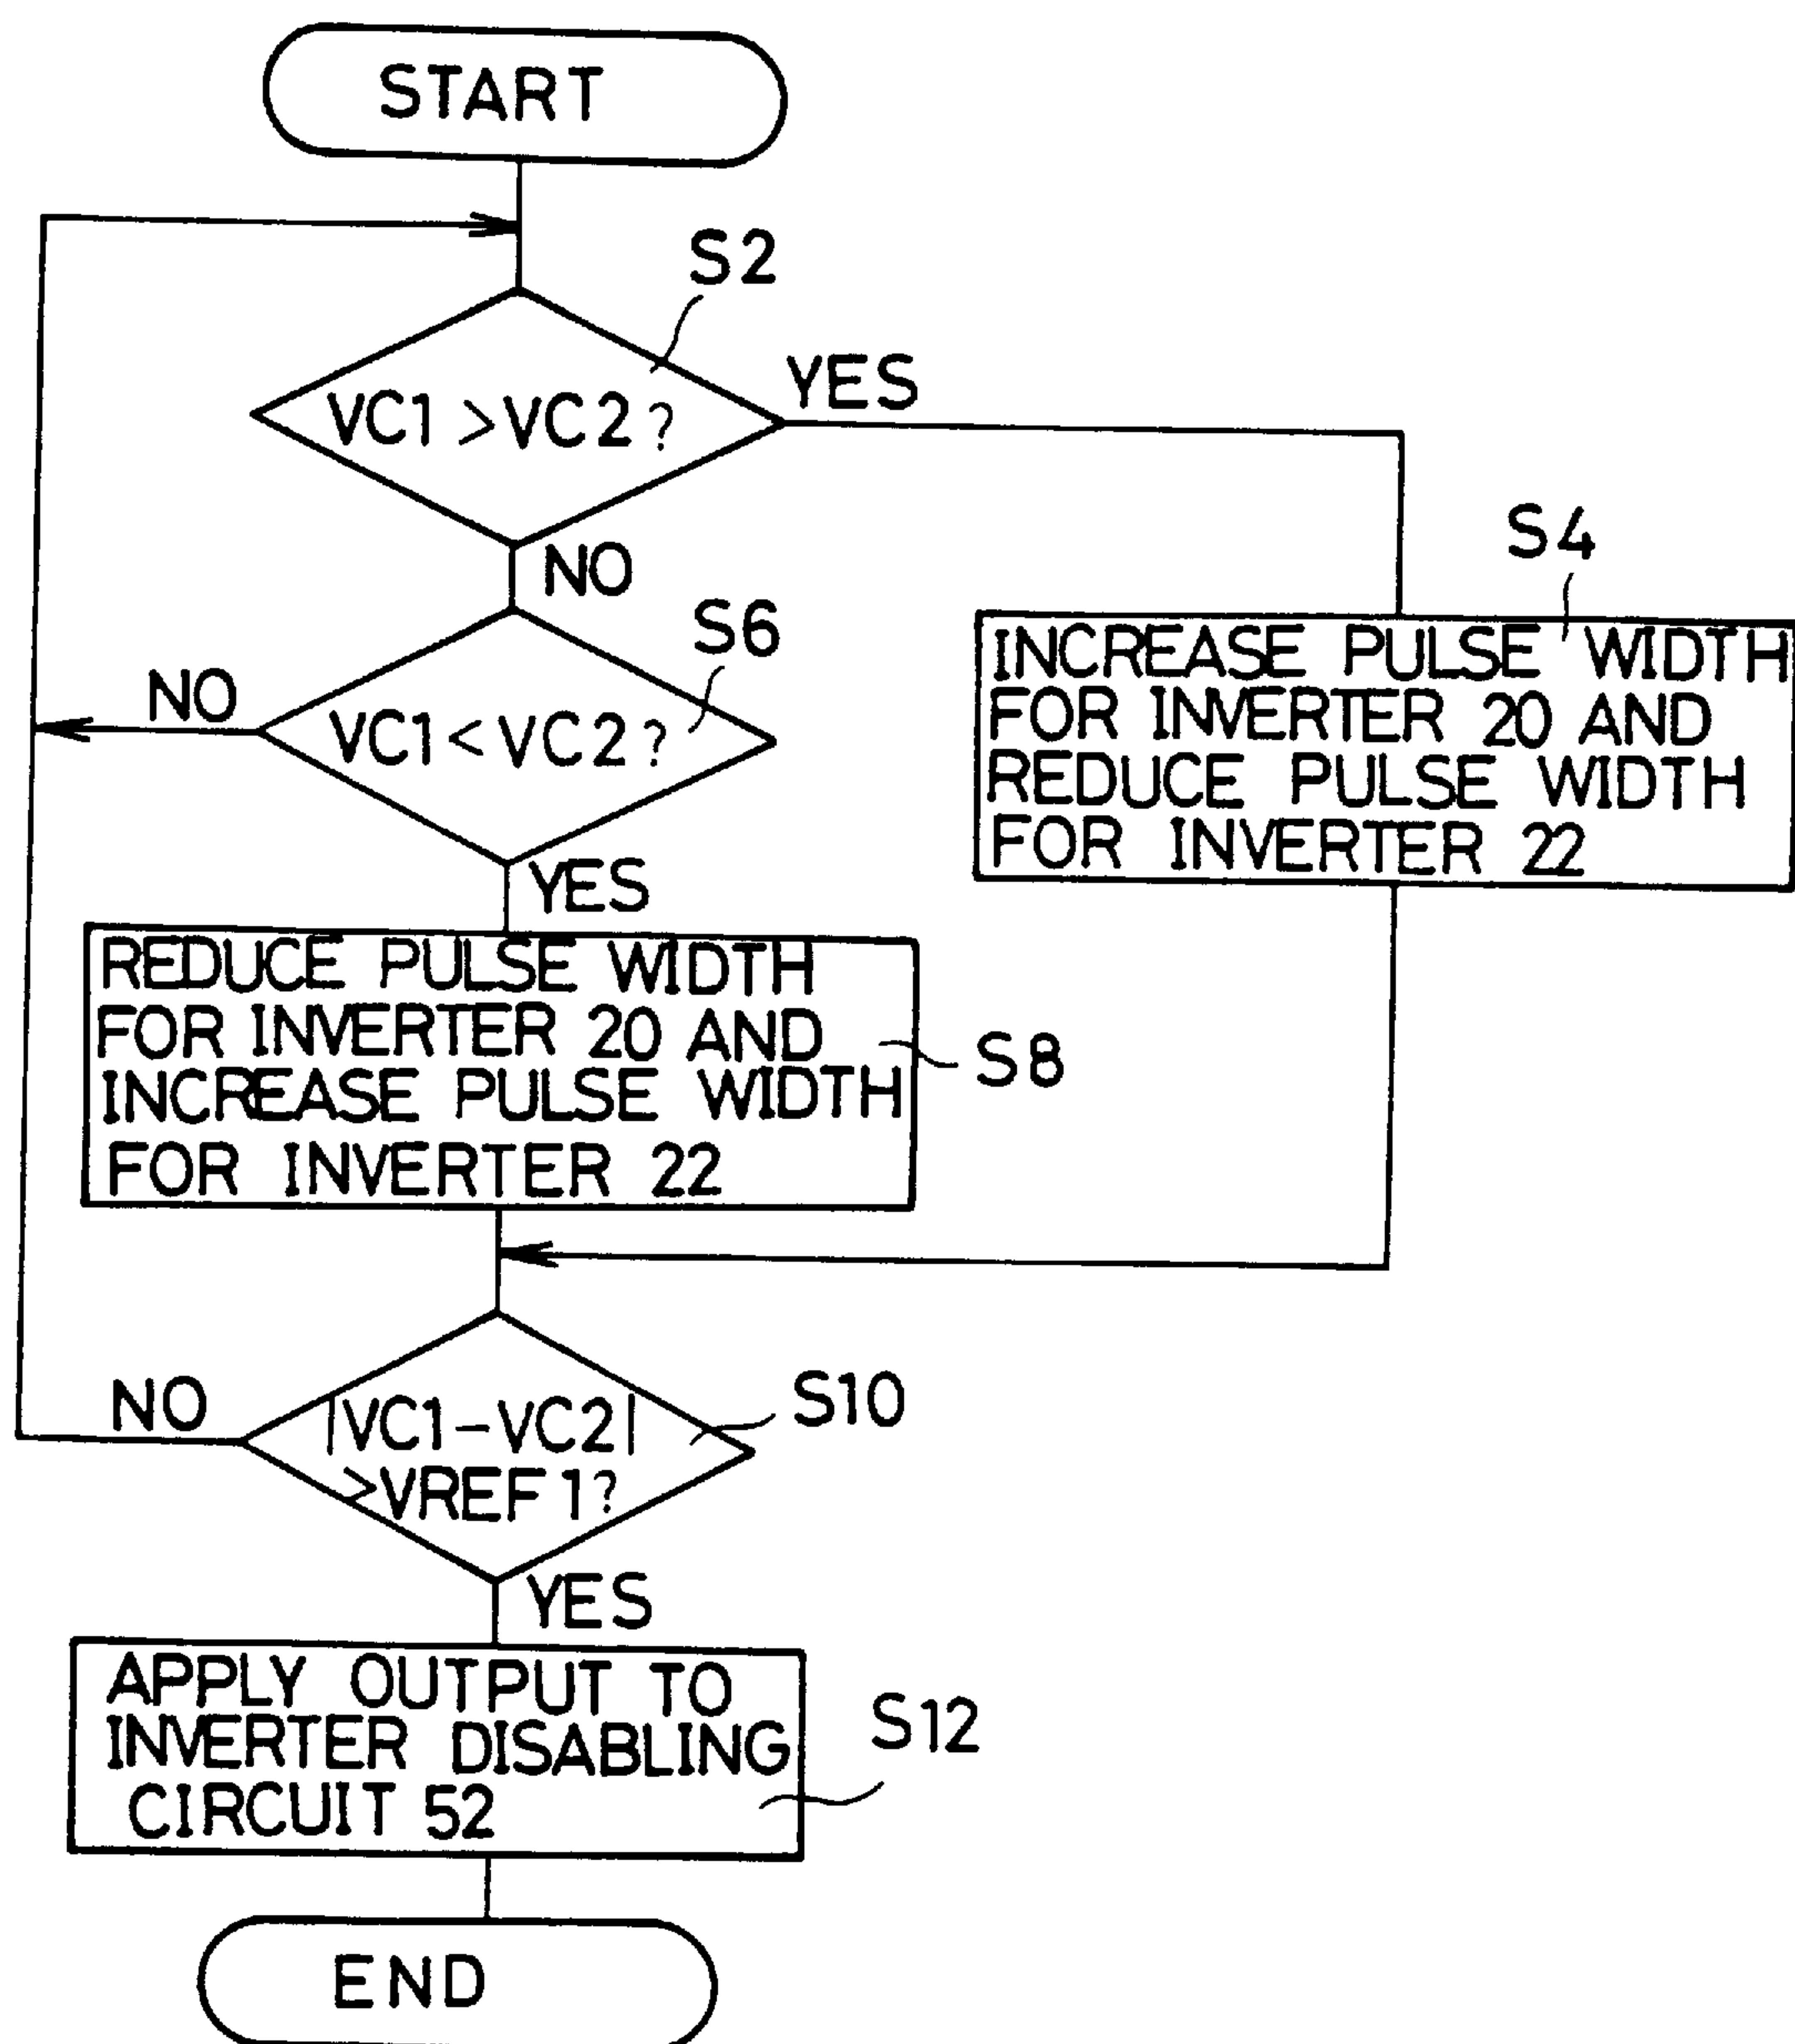 START
S2
VC1 > VC2 ?
YES
NO
S4
INCREASE PULSE WIDTH
FOR INVERTER 20 AND
REDUCE PULSE WIDTH
FOR INVERTER 22
S6
NO
VC1 < VC2 ?
YES
REDUCE PULSE WIDTH
FOR INVERTER 20 AND
INCREASE PULSE WIDTH
FOR INVERTER 22
S8
NO
|VC1-VC2|
>VREF1?
S10
YES
APPLY OUTPUT TO
INVERTER DISABLING
CIRCUIT 52
S12
END